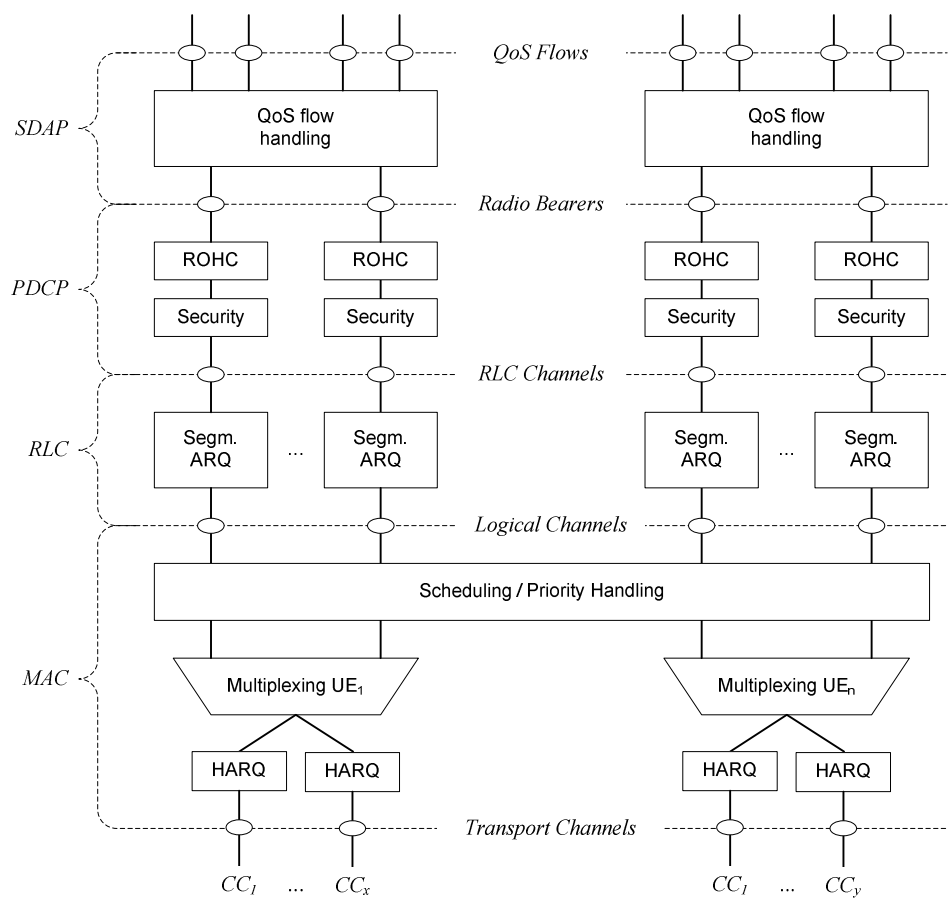 QoS Flows
QoS flow
handling
QoS flow
handling
SDAP
Radio Bearers
ROHC
ROHC
ROHC
ROHC
PDCP
Security
Security
Security
Security
RLC Channels
Segm.
ARQ
...
Segm.
ARQ
Segm.
ARQ
...
Segm.
ARQ
RLC
Logical Channels
Scheduling / Priority Handling
MAC
Multiplexing UE1
Multiplexing UEn
HARQ
HARQ
HARQ
HARQ
Transport Channels
CC1 ... CCx
CC1 ... CCy